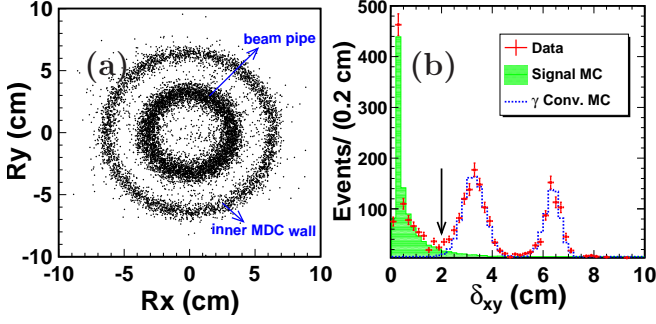 (a)
beam pipe
inner MDC wall
Ry (cm)
10
5
0
-5
-10
-10 -5 0 5 10
Rx (cm)
(b)
Data
Signal MC
γ Conv. MC
Events/ (0.2 cm)
500
400
300
200
100
0 2 4 6 8 10
δxy (cm)